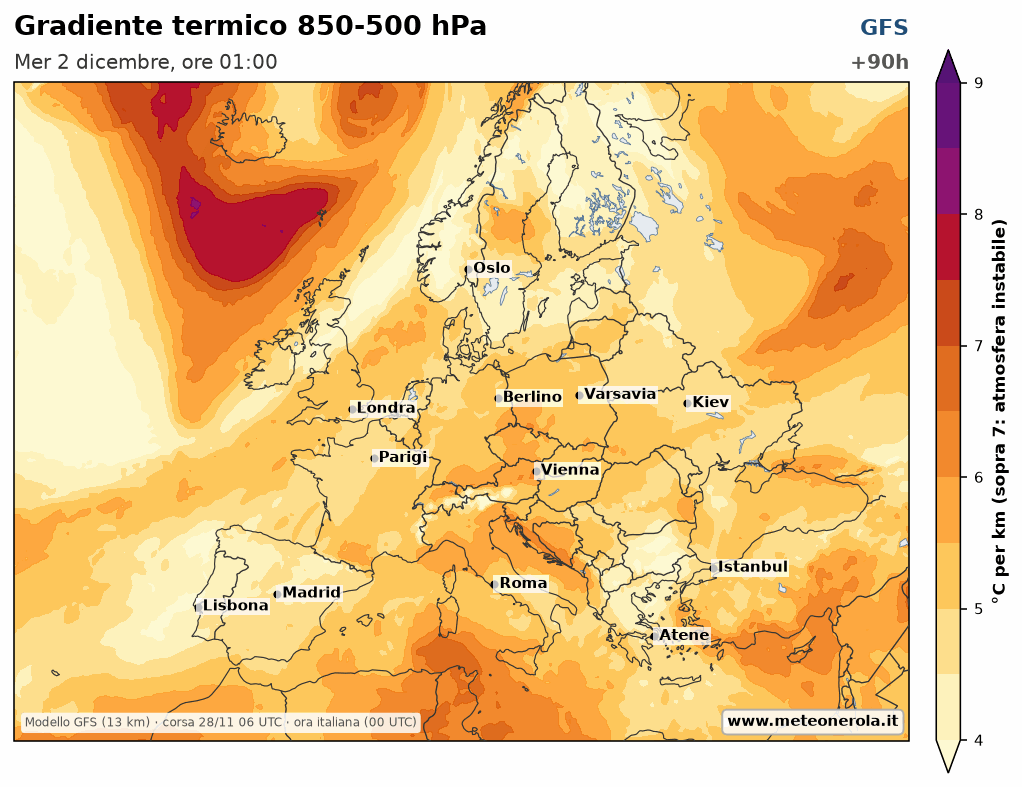 Gradiente termico 850-500 hPa
GFS
Mer 2 dicembre, ore 01:00
+90h
9
8
7
6
5
4
°C per km (sopra 7: atmosfera instabile)
Oslo
Berlino
Varsavia
Kiev
Londra
Parigi
Vienna
Istanbul
Roma
Madrid
Lisbona
Atene
Modello GFS (13 km) · corsa 28/11 06 UTC · ora italiana (00 UTC)
www.meteonerola.it